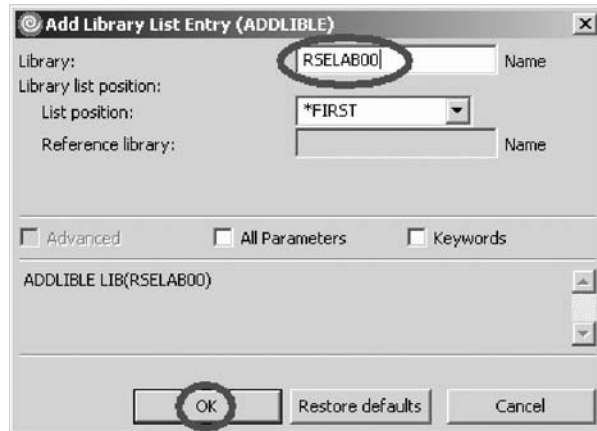 Add Library List Entry (ADDLIBLE)
Library: RSELAB00 Name
Library list position:
List position: *FIRST
Reference library: Name
Advanced All Parameters Keywords
ADDLIBLE LIB(RSELAB00)
OK Restore defaults Cancel